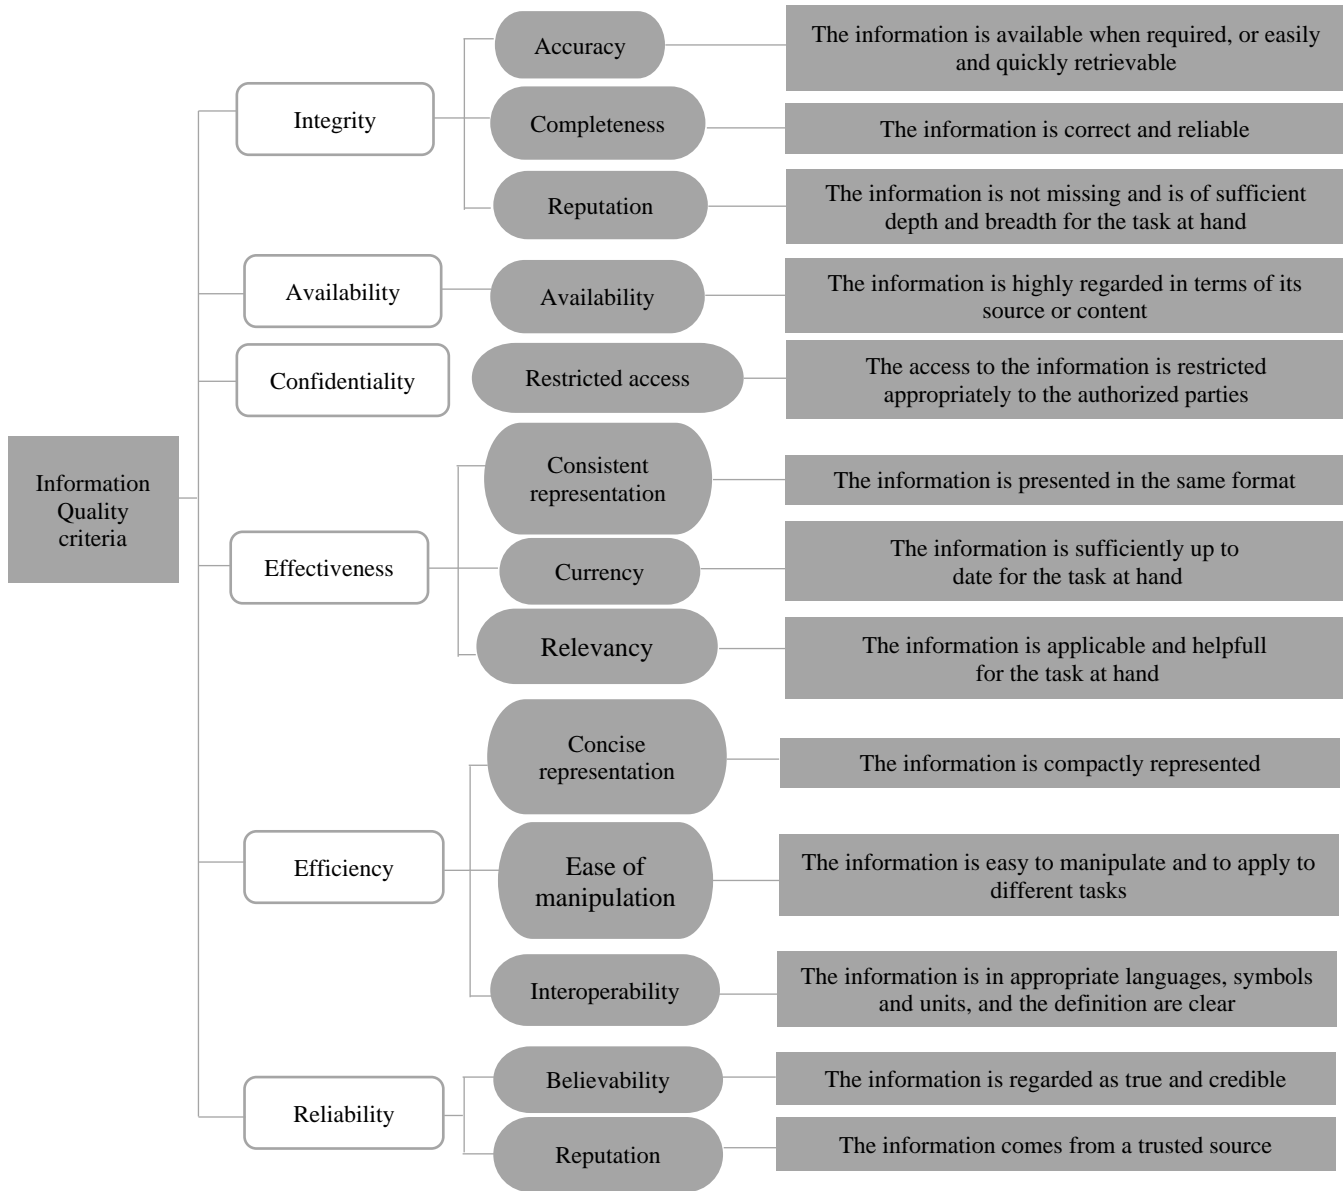 Information
Quality
criteria
Integrity
Accuracy
The information is available when required, or easily
and quickly retrievable
Completeness
The information is correct and reliable
Reputation
The information is not missing and is of sufficient
depth and breadth for the task at hand
Availability
Availability
The information is highly regarded in terms of its
source or content
Confidentiality
Restricted access
The access to the information is restricted
appropriately to the authorized parties
Effectiveness
Consistent
representation
The information is presented in the same format
Currency
The information is sufficiently up to
date for the task at hand
Relevancy
The information is applicable and helpfull
for the task at hand
Efficiency
Concise
representation
The information is compactly represented
Ease of
manipulation
The information is easy to manipulate and to apply to
different tasks
Interoperability
The information is in appropriate languages, symbols
and units, and the definition are clear
Reliability
Believability
The information is regarded as true and credible
Reputation
The information comes from a trusted source